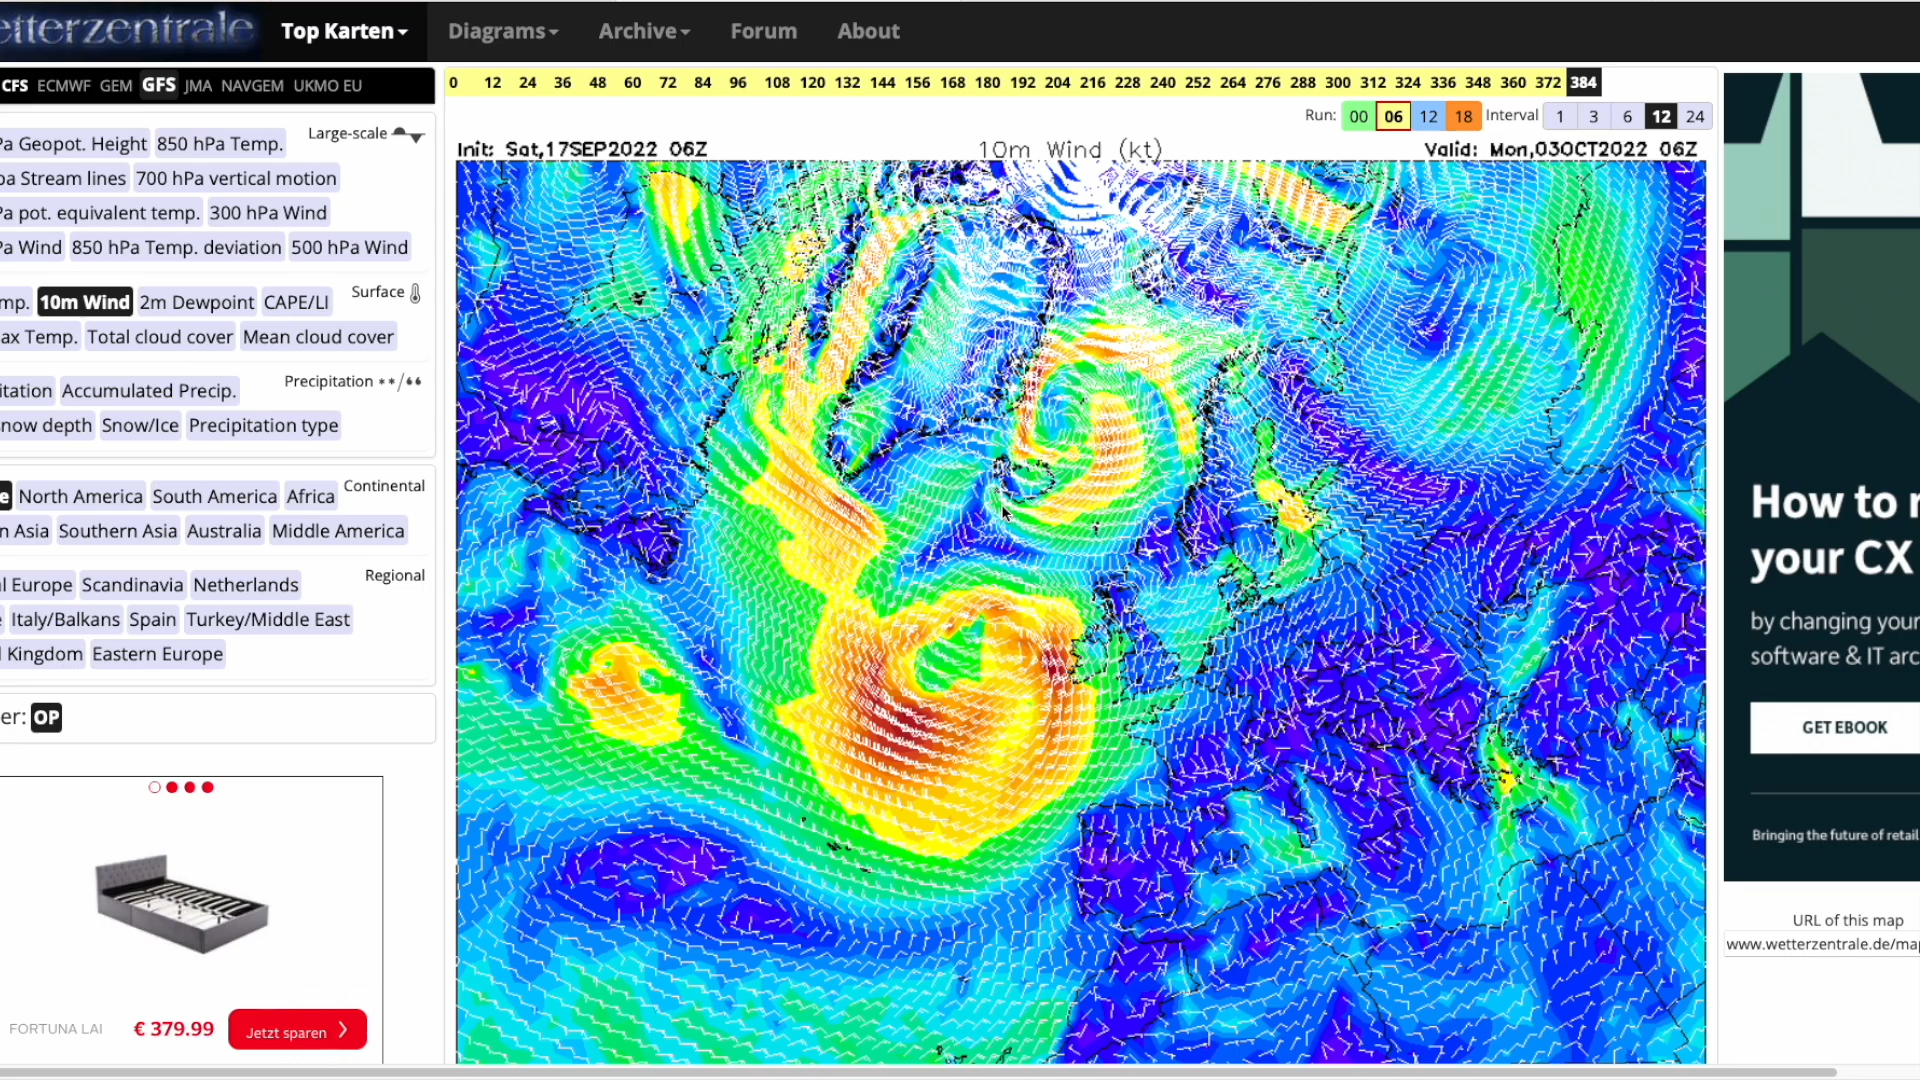 etterzentrale
Top Karten
Diagrams
Archive
Forum
About
CFS ECMWF GEM GFS JMA NAVGEM UKMO EU
Large-scale
Pa Geopot. Height 850 hPa Temp.
pa Stream lines 700 hPa vertical motion
Pa pot. equivalent temp. 300 hPa Wind
Pa Wind 850 hPa Temp. deviation 500 hPa Wind
Surface
mp. 10m Wind 2m Dewpoint CAPE/LI
ax Temp. Total cloud cover Mean cloud cover
Precipitation **/
itation Accumulated Precip.
now depth Snow/Ice Precipitation type
Continental
e North America South America Africa
n Asia Southern Asia Australia Middle America
Regional
al Europe Scandinavia Netherlands
e Italy/Balkans Spain Turkey/Middle East
d Kingdom Eastern Europe
er: OP
FORTUNA LAI € 379.99 Jetzt sparen
0 12 24 36 48 60 72 84 96 108 120 132 144 156 168 180 192 204 216 228 240 252 264 276 288 300 312 324 336 348 360 372 384
Run: 00 06 12 18 Interval 1 3 6 12 24
Init: Sat,17SEP2022 06Z
10m Wind (kt)
Valid: Mon,03OCT2022 06Z
How to r
your CX
by changing your
software & IT arc
GET EBOOK
Bringing the future of retail
URL of this map
www.wetterzentrale.de/map